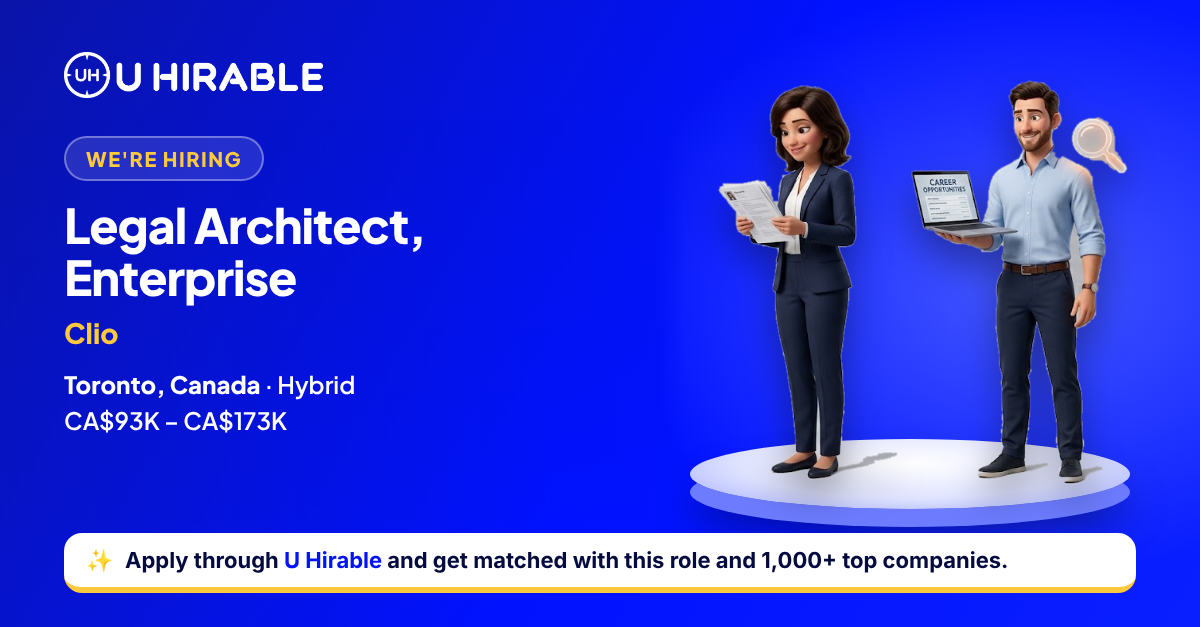 UH U HIRABLE
WE'RE HIRING
Legal Architect,
Enterprise
Clio
Toronto, Canada · Hybrid
CA$93K – CA$173K
CAREER
OPPORTUNITIES
✨ Apply through U Hirable and get matched with this role and 1,000+ top companies.